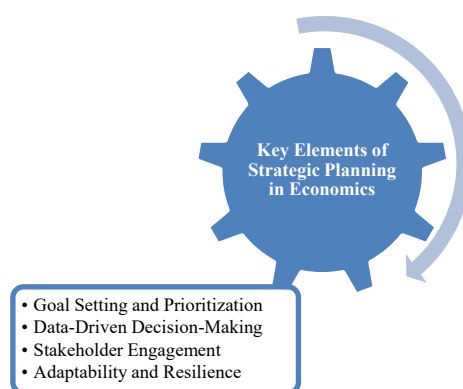 Key Elements of
Strategic Planning
in Economics
• Goal Setting and Prioritization
• Data-Driven Decision-Making
• Stakeholder Engagement
• Adaptability and Resilience